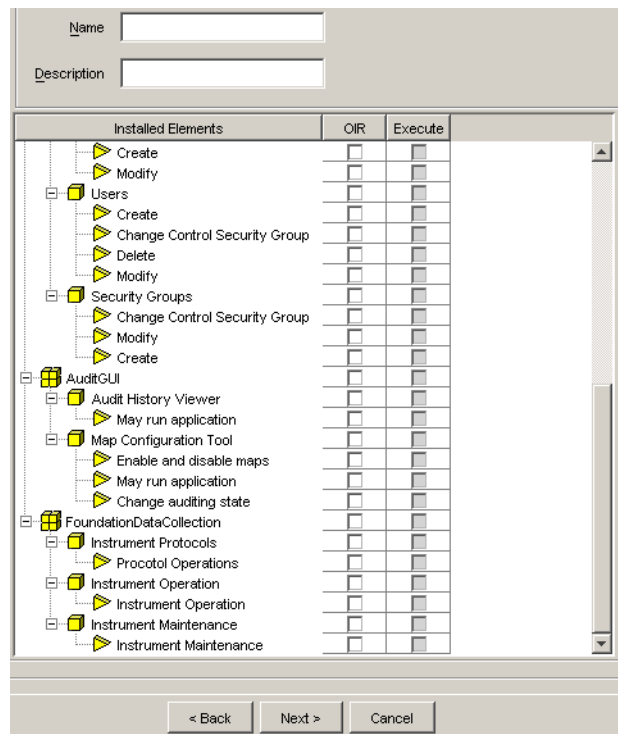 Name
Description
Installed Elements OIR Execute
Create
Modify
Users
Create
Change Control Security Group
Delete
Modify
Security Groups
Change Control Security Group
Modify
Create
AuditGUI
Audit History Viewer
May run application
Map Configuration Tool
Enable and disable maps
May run application
Change auditing state
FoundationDataCollection
Instrument Protocols
Procotol Operations
Instrument Operation
Instrument Operation
Instrument Maintenance
Instrument Maintenance
< Back Next > Cancel